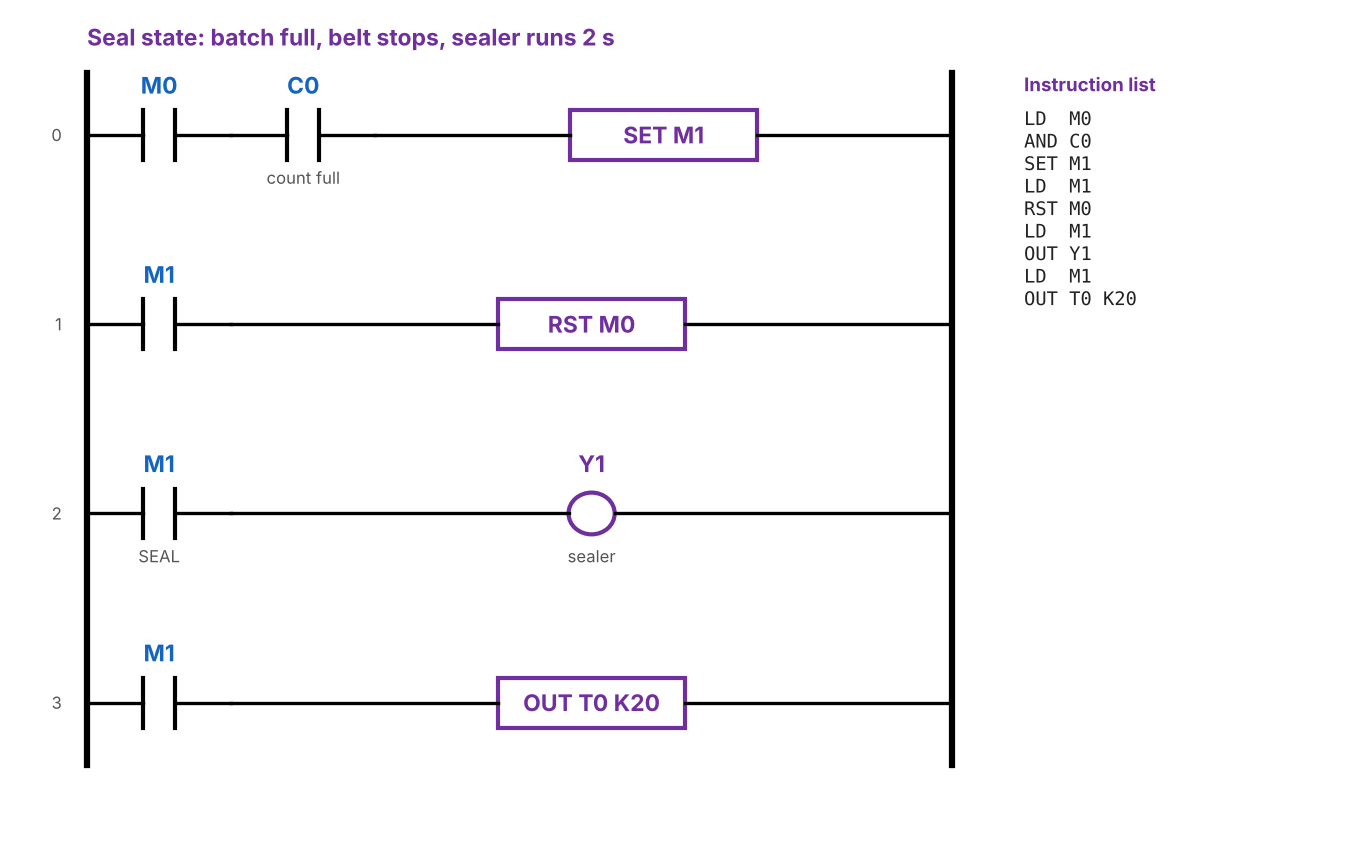 Seal state: batch full, belt stops, sealer runs 2 s
M0 C0
0 SET M1
count full
M1
1 RST M0
M1 Y1
2
SEAL sealer
M1
3 OUT T0 K20
Instruction list
LD M0
AND C0
SET M1
LD M1
RST M0
LD M1
OUT Y1
LD M1
OUT T0 K20